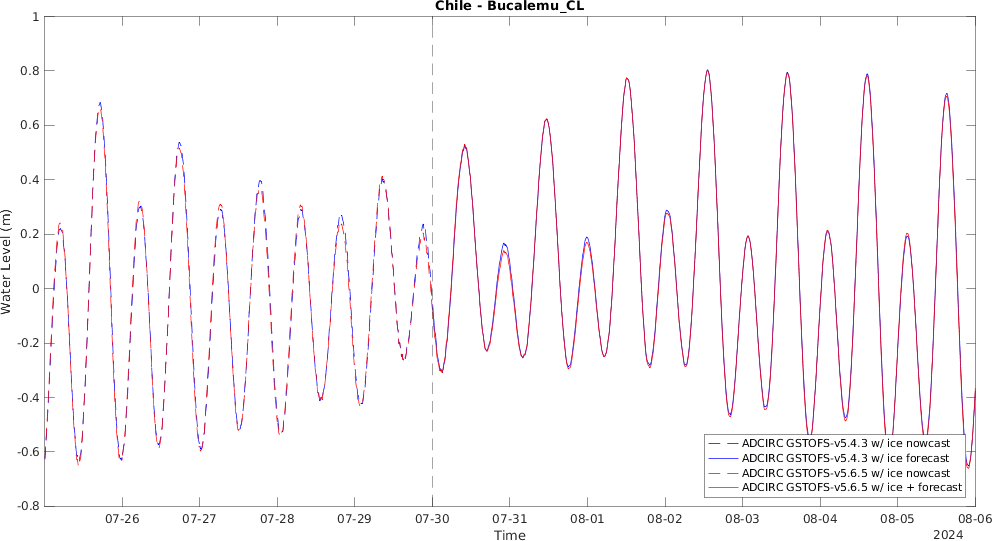 Chile - Bucalemu_CL
1
0.8
0.6
0.4
0.2
0
-0.2
-0.4
-0.6
-0.8
Water Level (m)
07-26 07-27 07-28 07-29 07-30 07-31 08-01 08-02 08-03 08-04 08-05 08-06
Time
2024
ADCIRC GSTOFS-v5.4.3 w/ ice nowcast
ADCIRC GSTOFS-v5.4.3 w/ ice forecast
ADCIRC GSTOFS-v5.6.5 w/ ice nowcast
ADCIRC GSTOFS-v5.6.5 w/ ice + forecast